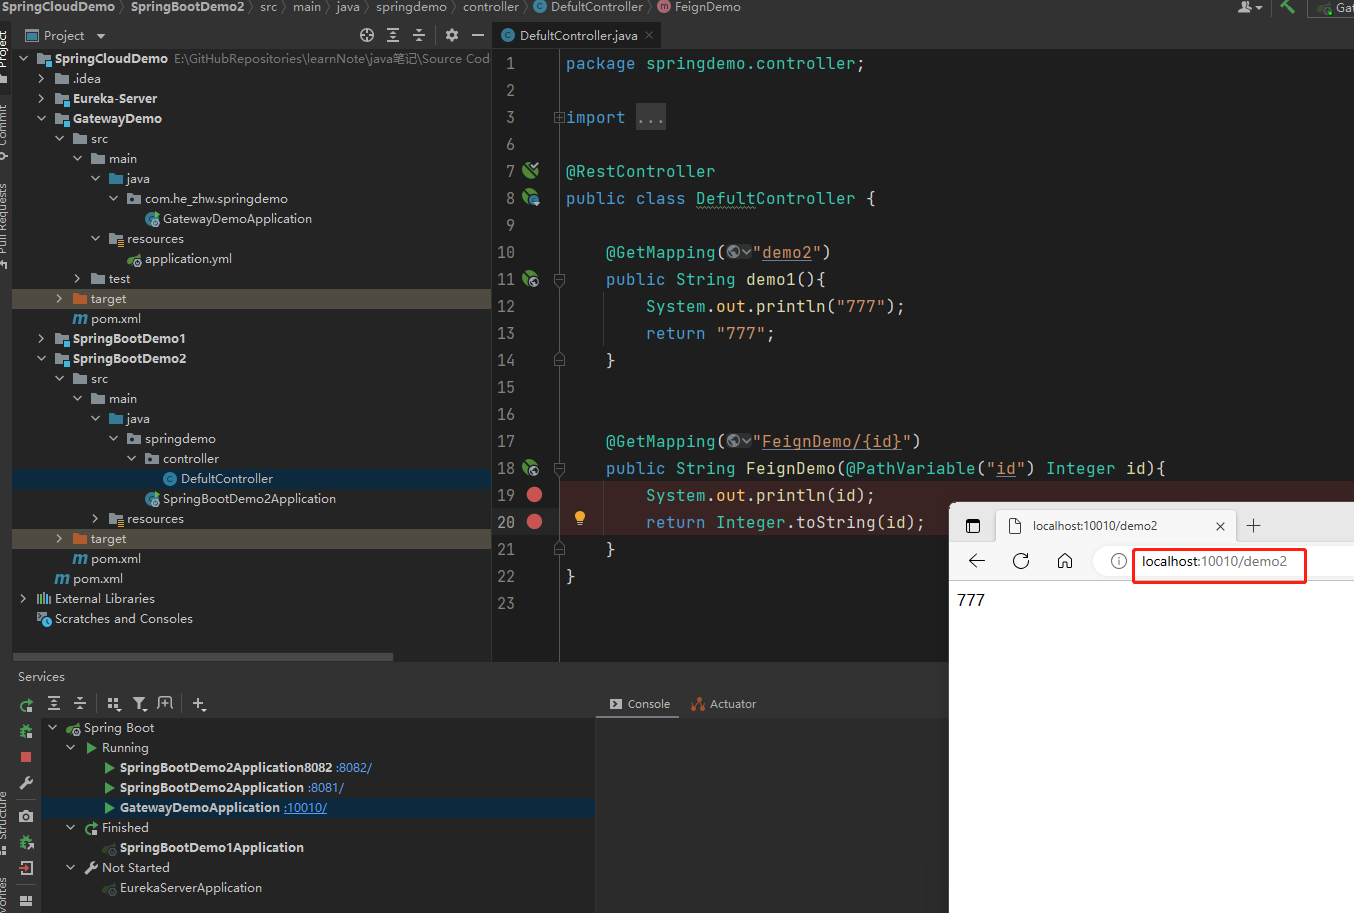 SpringCloudDemo SpringBootDemo2 src main java springdemo controller DefultController FeignDemo
Project
DefultController.java
Project
Commit
Pull Requests
Structure
SpringCloudDemo E:\GitHubRepositories\learnNote\java笔记\Source Cod
.idea
Eureka-Server
GatewayDemo
src
main
java
com.he_zhw.springdemo
GatewayDemoApplication
resources
application.yml
test
target
pom.xml
SpringBootDemo1
SpringBootDemo2
src
main
java
springdemo
controller
DefultController
SpringBootDemo2Application
resources
target
pom.xml
pom.xml
External Libraries
Scratches and Consoles
1 package springdemo.controller;
2
3 import ...
6
7 @RestController
8 public class DefultController {
9
10 @GetMapping("demo2")
11 public String demo1(){
12 System.out.println("777");
13 return "777";
14 }
15
16
17 @GetMapping("FeignDemo/{id}")
18 public String FeignDemo(@PathVariable("id") Integer id){
19 System.out.println(id);
20 return Integer.toString(id);
21 }
22 }
23
localhost:10010/demo2
localhost:10010/demo2
777
Services
Console Actuator
Spring Boot
Running
SpringBootDemo2Application8082 :8082/
SpringBootDemo2Application :8081/
GatewayDemoApplication :10010/
Finished
SpringBootDemo1Application
Not Started
EurekaServerApplication